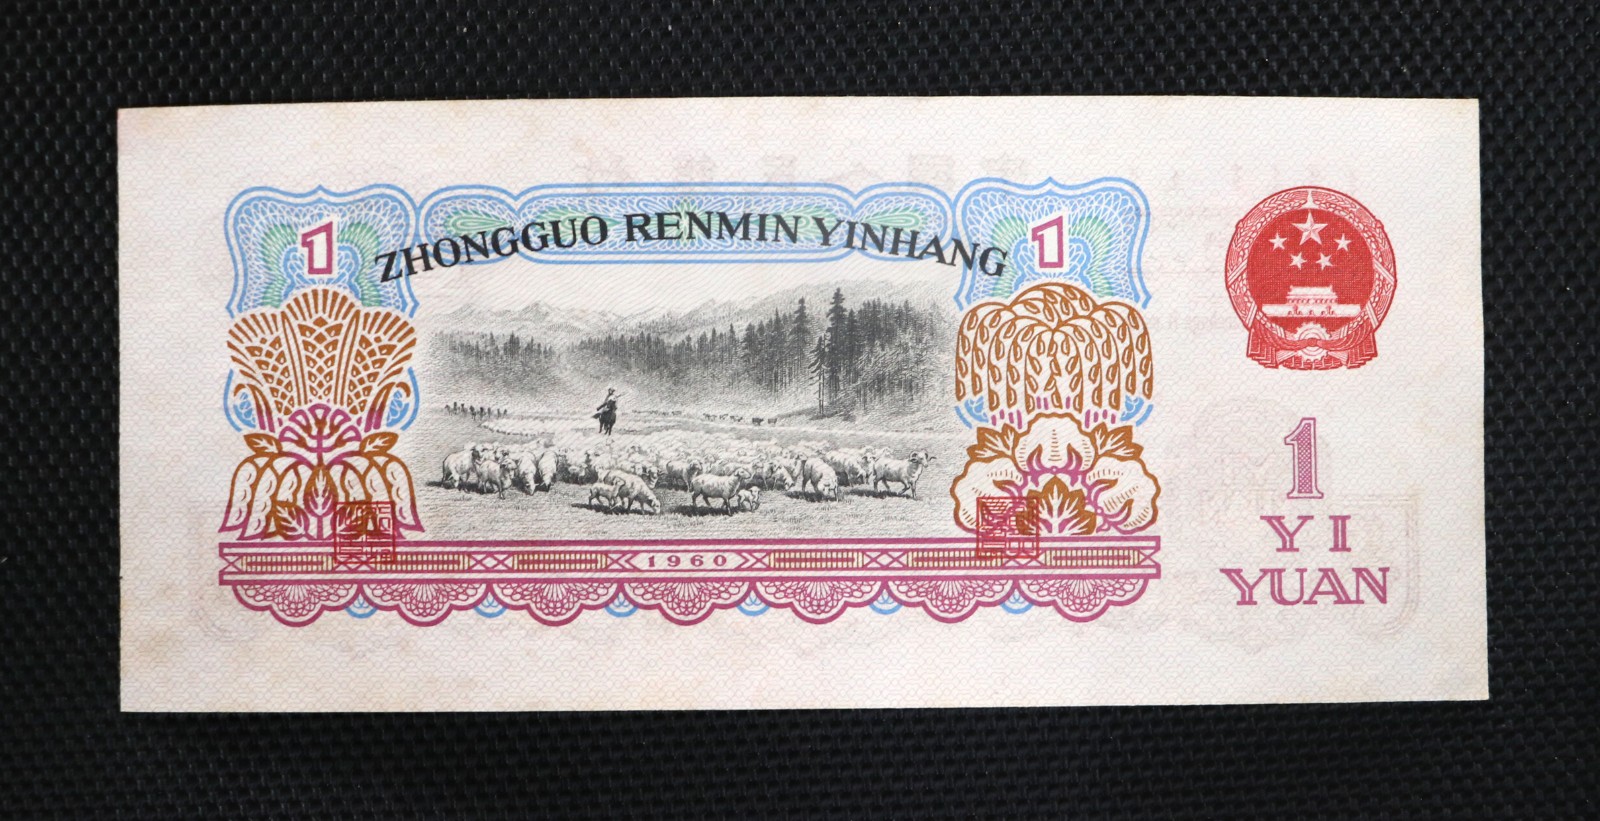 ZHONGGUO RENMIN YINHANG
1
1
1960
1
YI
YUAN